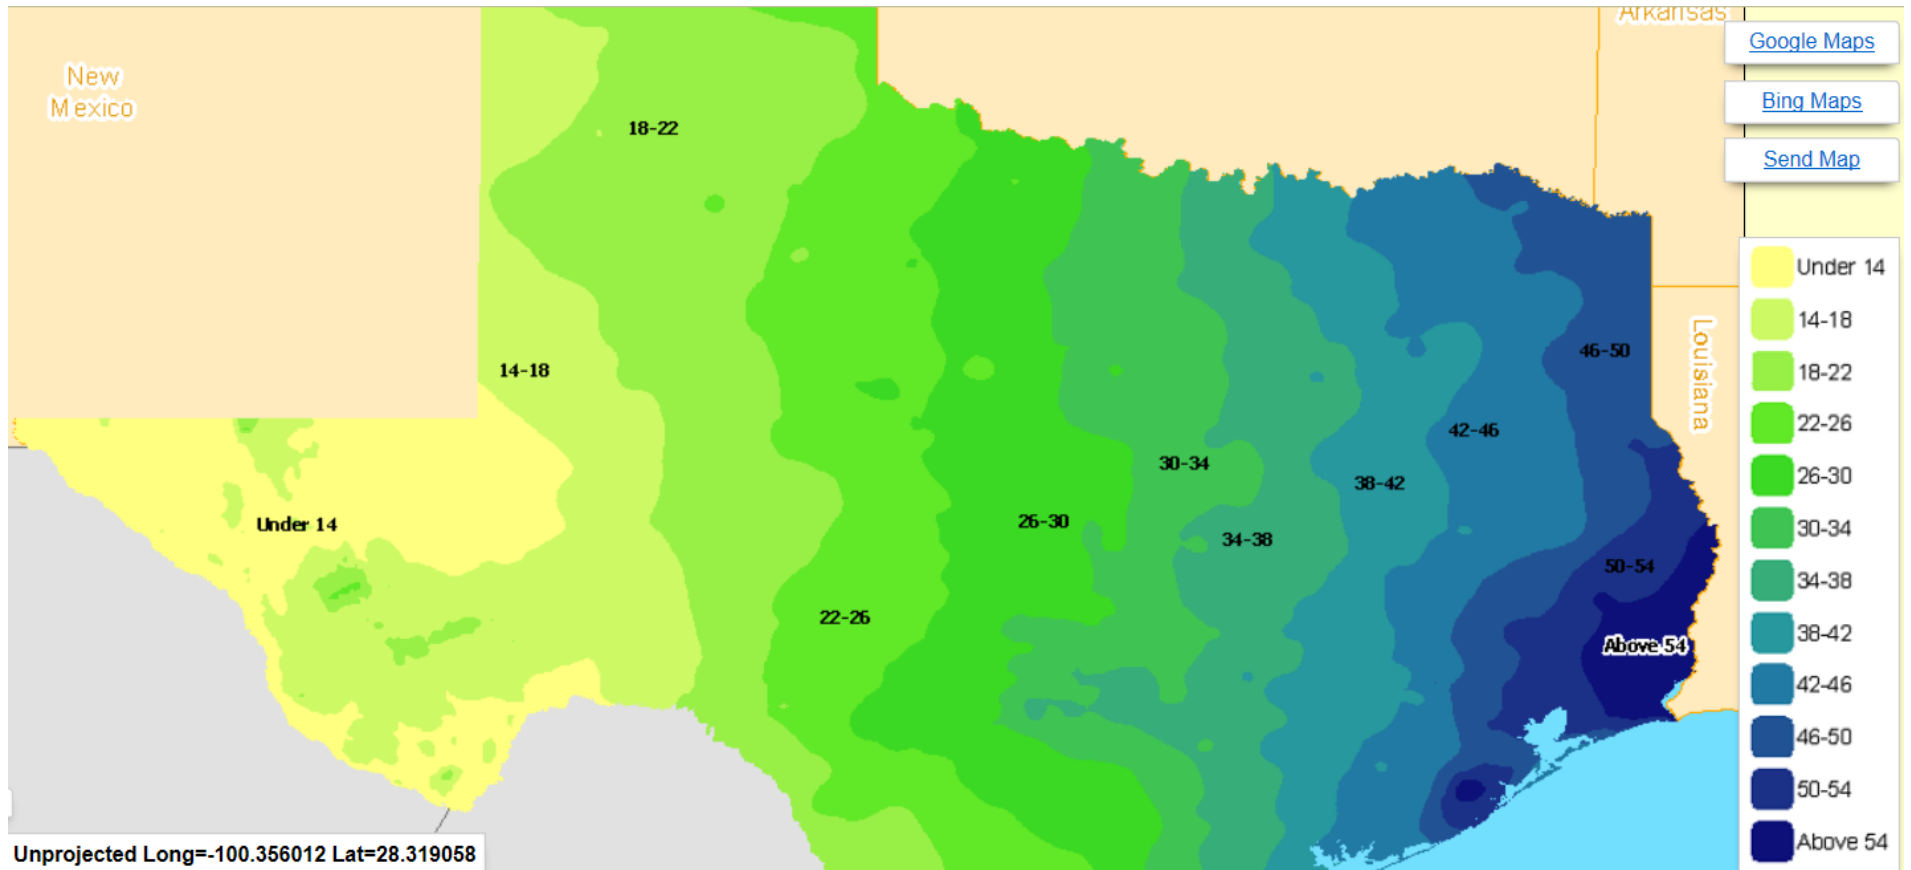 Arkansas
Google Maps
New
Mexico
Bing Maps
18-22
Send Map
Under 14
14-18
46-50
Louisiana
14-18
18-22
22-26
42-46
30-34
38-42
26-30
26-30
Under 14
34-38
30-34
50-54
34-38
22-26
38-42
Above 54
42-46
46-50
50-54
Above 54
Unprojected Long=-100.356012 Lat=28.319058